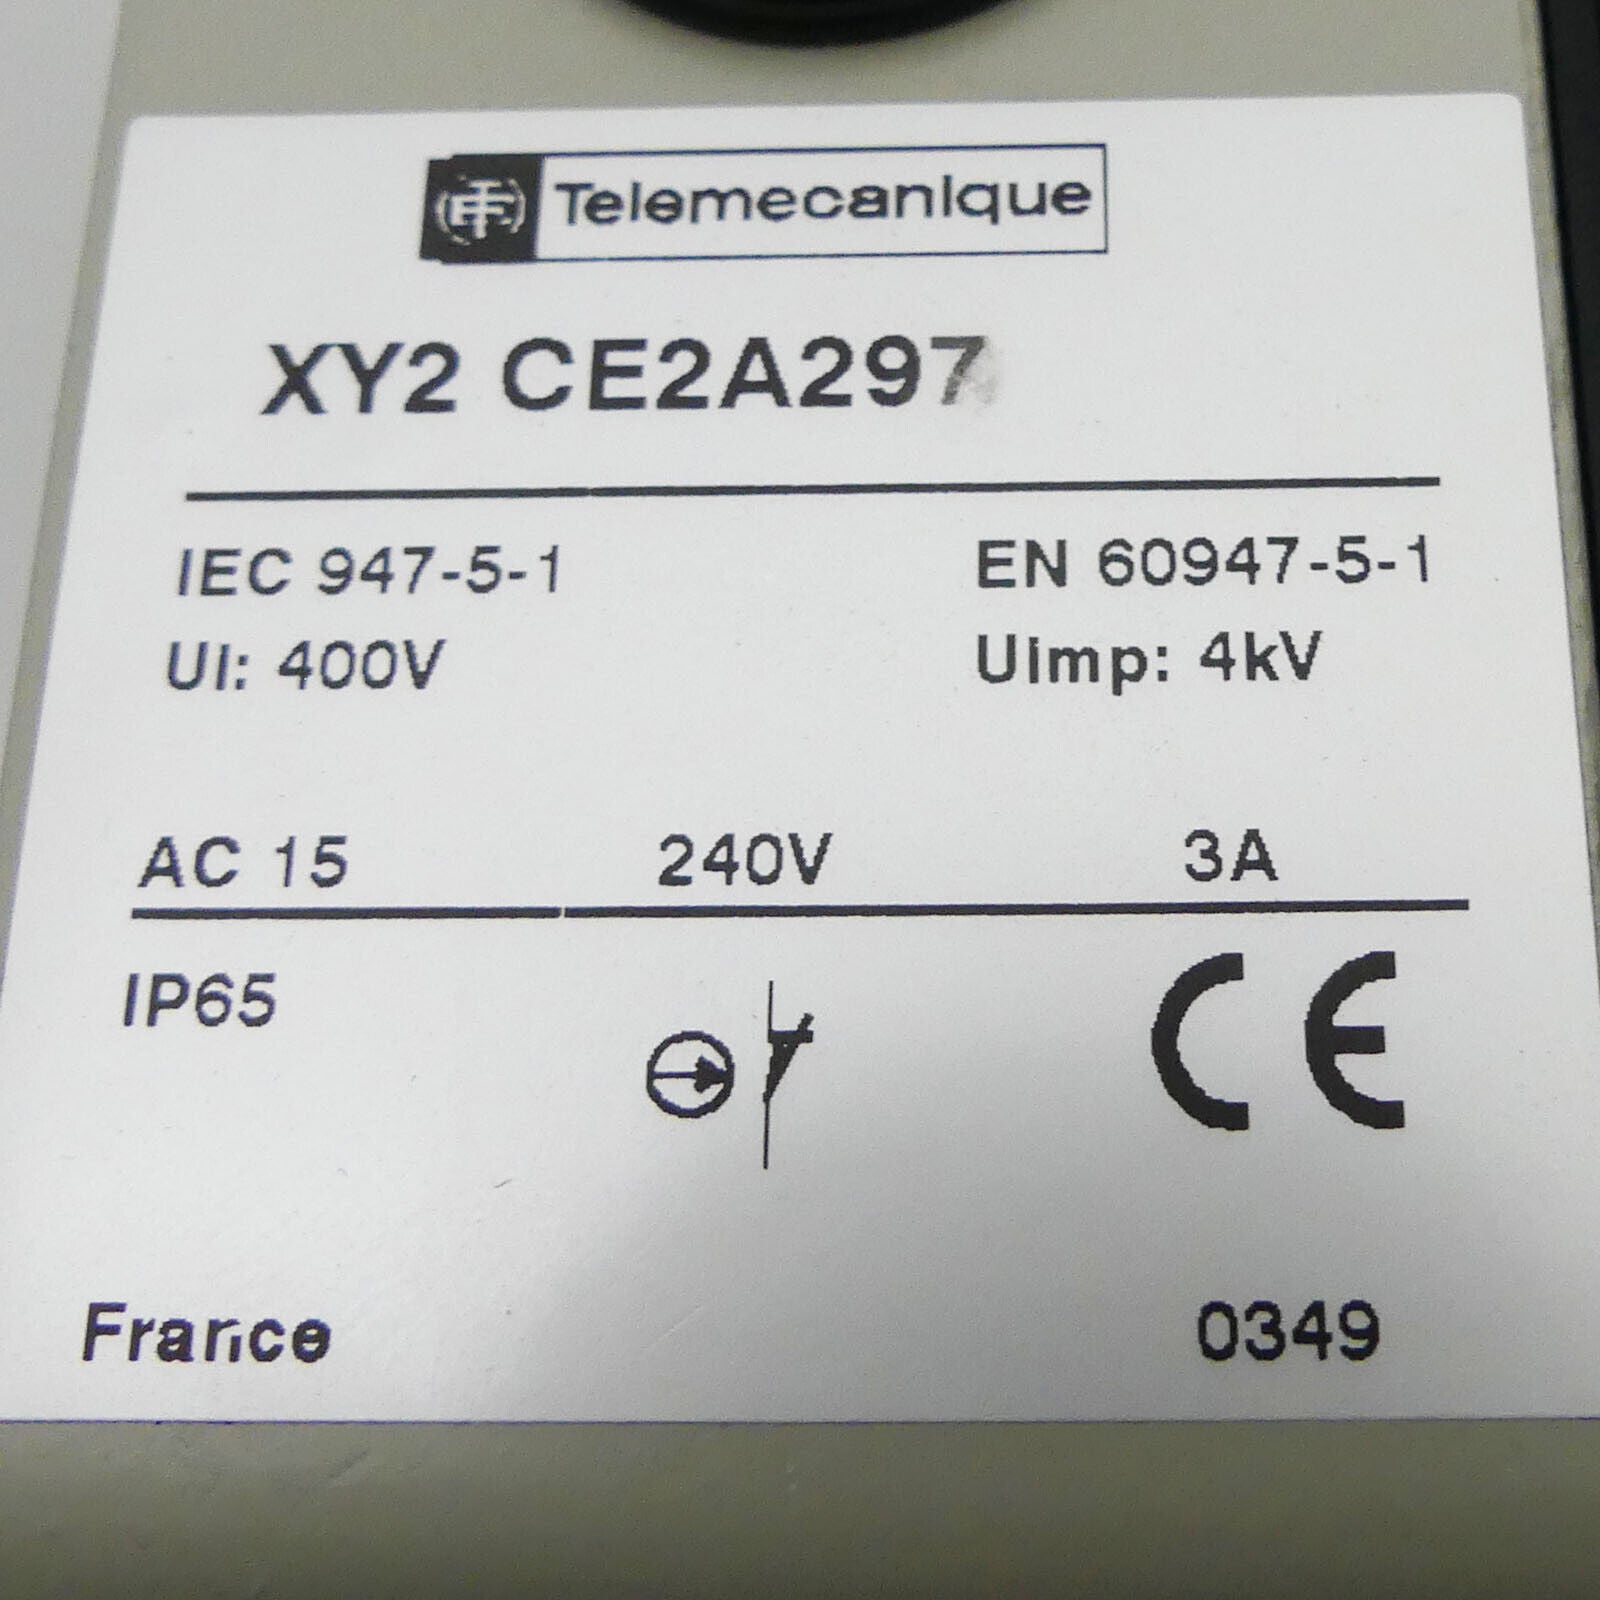 Telemecanique
XY2 CE2A297
IEC 947-5-1 EN 60947-5-1
UI: 400V Uimp: 4kV
AC 15 240V 3A
IP65 CE
France 0349